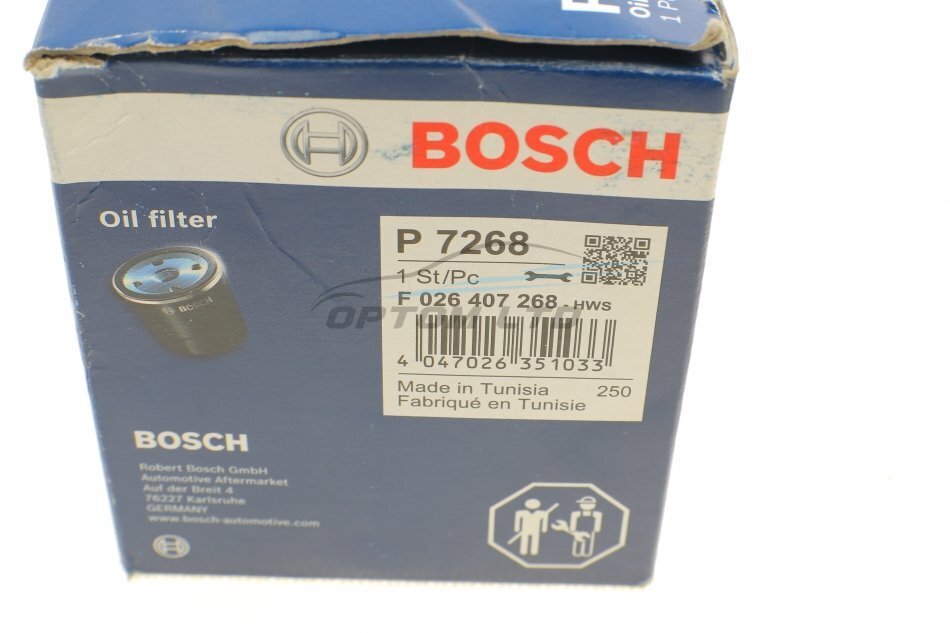 Oil
1 P
BOSCH
Oil filter
BOSCH
P 7268
1 St/Pc
F 026 407 268 - HWS
OPTOM LTD
4 047026 351033
Made in Tunisia 250
Fabriqué en Tunisie
BOSCH
Robert Bosch GmbH
Automotive Aftermarket
Auf der Breit 4
76227 Karlsruhe
GERMANY
www.bosch-automotive.com